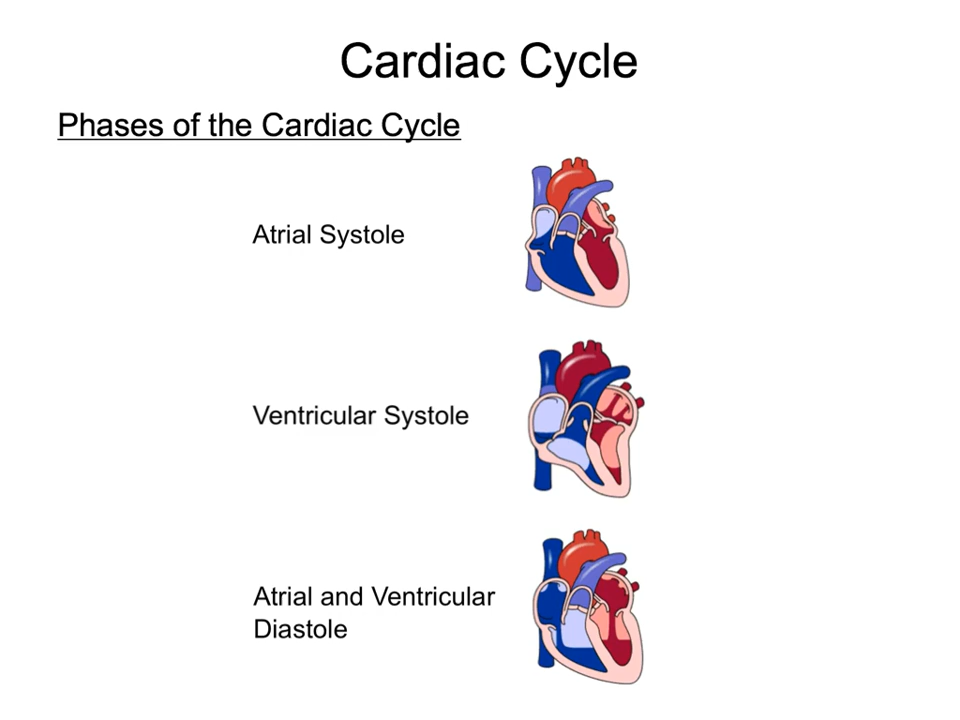 Cardiac Cycle
Phases of the Cardiac Cycle
Atrial Systole
Ventricular Systole
Atrial and Ventricular
Diastole